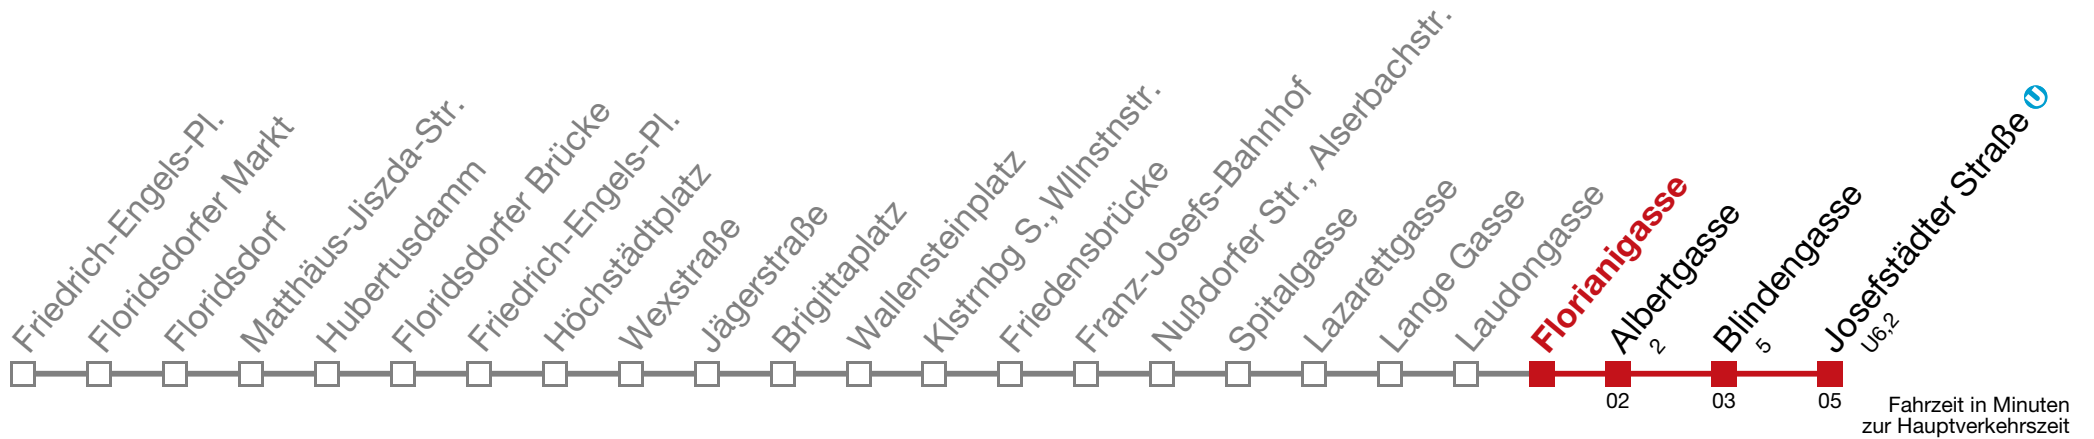 Friedrich-Engels-Pl.
Floridsdorfer Markt
Floridsdorf
Matthäus-Jiszda-Str.
Hubertusdamm
Floridsdorfer Brücke
Friedrich-Engels-Pl.
Höchstädtplatz
Wexstraße
Jägerstraße
Brigittaplatz
Wallensteinplatz
Klstrnbg S., Wllnstnstr.
Friedensbrücke
Franz-Josefs-Bahnhof
Nußdorfer Str., Alserbachstr.
Spitalgasse
Lazarettgasse
Lange Gasse
Laudongasse
Florianigasse
Albertgasse
2
Blindengasse
5
Josefstädter Straße U
U6,2
02
03
05
Fahrzeit in Minuten
zur Hauptverkehrszeit